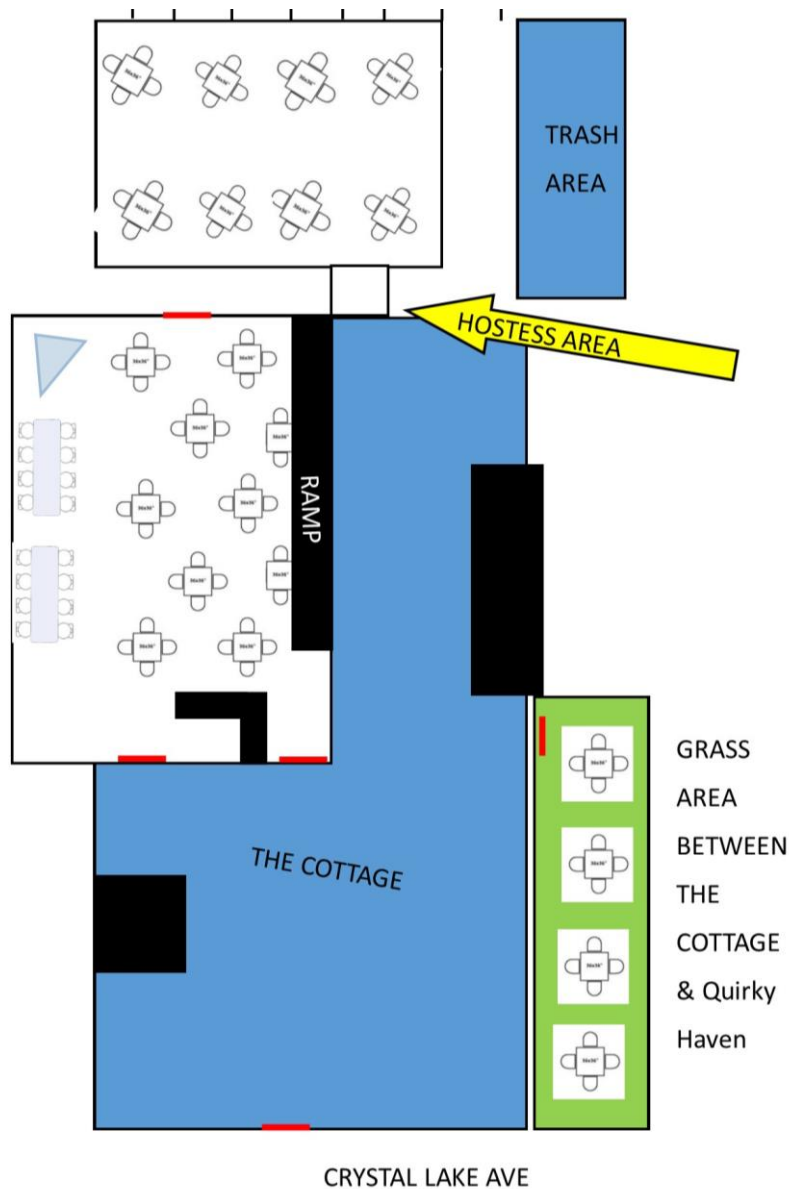 TRASH
AREA
HOSTESS AREA
RAMP
THE COTTAGE
GRASS
AREA
BETWEEN
THE
COTTAGE
& Quirky
Haven
CRYSTAL LAKE AVE